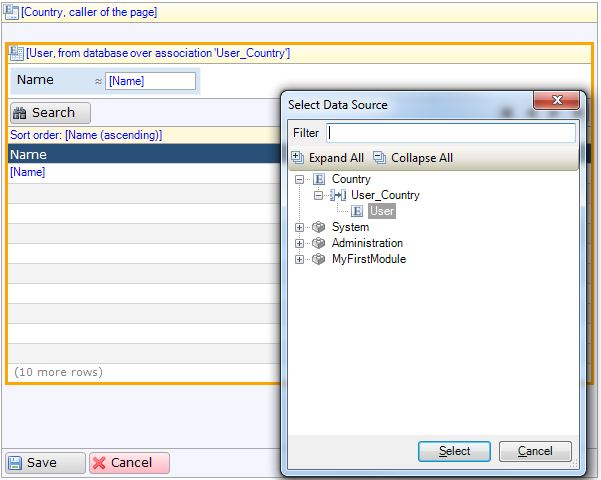 [Country, caller of the page]
[User, from database over association 'User_Country']
Name ≈ [Name]
Search
Sort order: [Name (ascending)]
Name
[Name]
(10 more rows)
Save Cancel
Select Data Source
Filter
Expand All Collapse All
E Country
User_Country
E User
System
Administration
MyFirstModule
Select Cancel